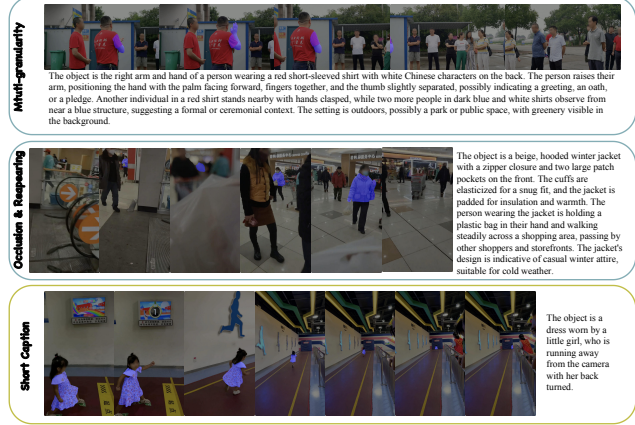 Mtuti-granularity
The object is the right arm and hand of a person wearing a red short-sleeved shirt with white Chinese characters on the back. The person raises their
arm, positioning the hand with the palm facing forward, fingers together, and the thumb slightly separated, possibly indicating a greeting, an oath,
or a pledge. Another individual in a red shirt stands nearby with hands clasped, while two more people in dark blue and white shirts observe from
near a blue structure, suggesting a formal or ceremonial context. The setting is outdoors, possibly a park or public space, with greenery visible in
the background.
Occlusion & Reapearing
The object is a beige, hooded winter jacket
with a zipper closure and two large patch
pockets on the front. The cuffs are
elasticized for a snug fit, and the jacket is
padded for insulation and warmth. The
person wearing the jacket is holding a
plastic bag in their hand and walking
steadily across a shopping area, passing by
other shoppers and storefronts. The jacket's
design is indicative of casual winter attire,
suitable for cold weather.
Short Caption
The object is a
dress worn by a
little girl, who is
running away
from the camera
with her back
turned.